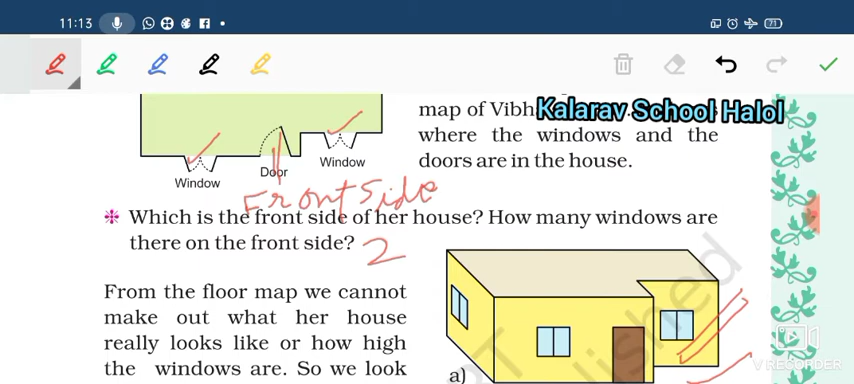 11:13
71
map of Vibh
Kalarav School Halol
where the windows and the
doors are in the house.
Window
Door
Window
Front Side
Which is the front side of her house? How many windows are
there on the front side?
2
From the floor map we cannot
make out what her house
really looks like or how high
the windows are. So we look
a)
V RECORDER